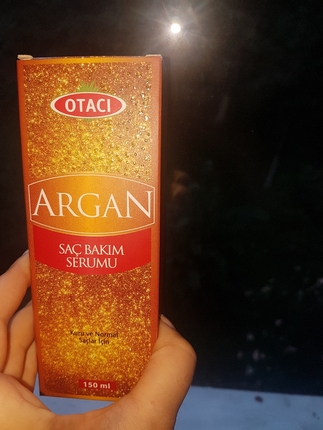 OTACI
ARGAN
SAÇ BAKIM
SERUMU
Kuru ve Normal
Saçlar İçin
150 ml